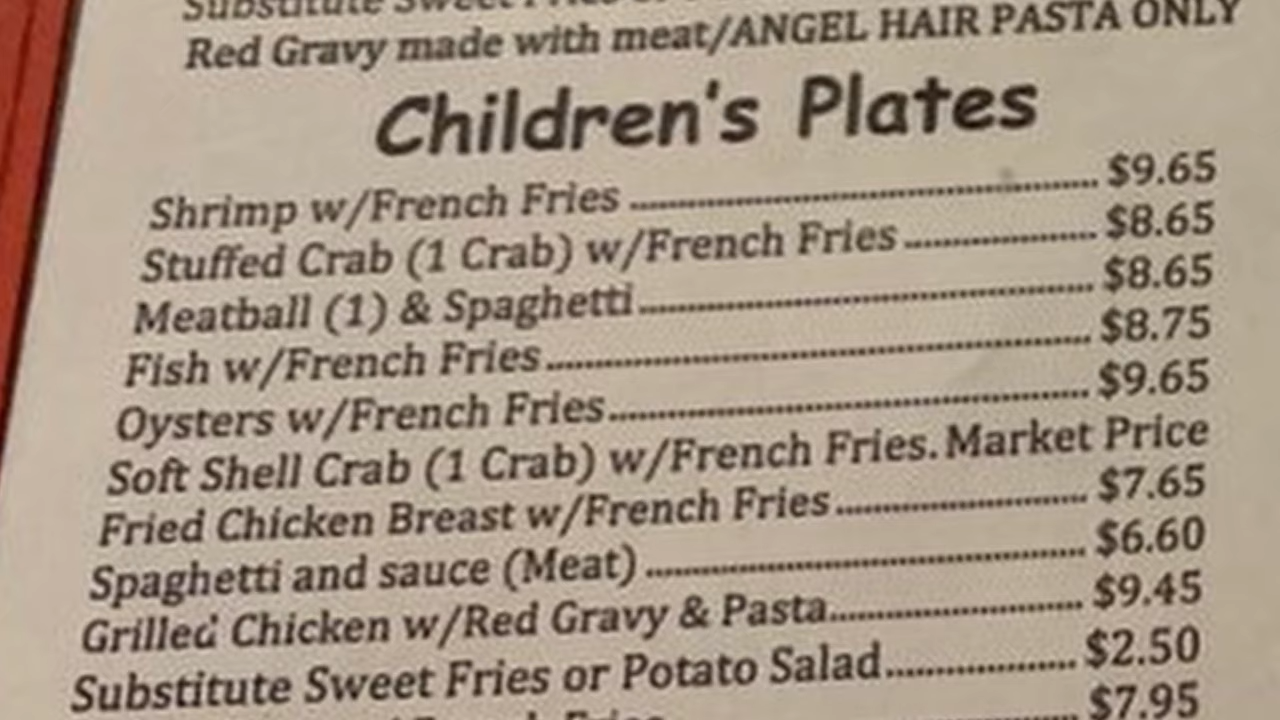 Substitute Sweet Fries
Red Gravy made with meat/ANGEL HAIR PASTA ONLY
Children's Plates
Shrimp w/French Fries $9.65
Stuffed Crab (1 Crab) w/French Fries $8.65
Meatball (1) & Spaghetti $8.65
Fish w/French Fries $8.75
Oysters w/French Fries $9.65
Soft Shell Crab (1 Crab) w/French Fries. Market Price
Fried Chicken Breast w/French Fries $7.65
Spaghetti and sauce (Meat) $6.60
Grilled Chicken w/Red Gravy & Pasta $9.45
Substitute Sweet Fries or Potato Salad $2.50
Fries $7.95